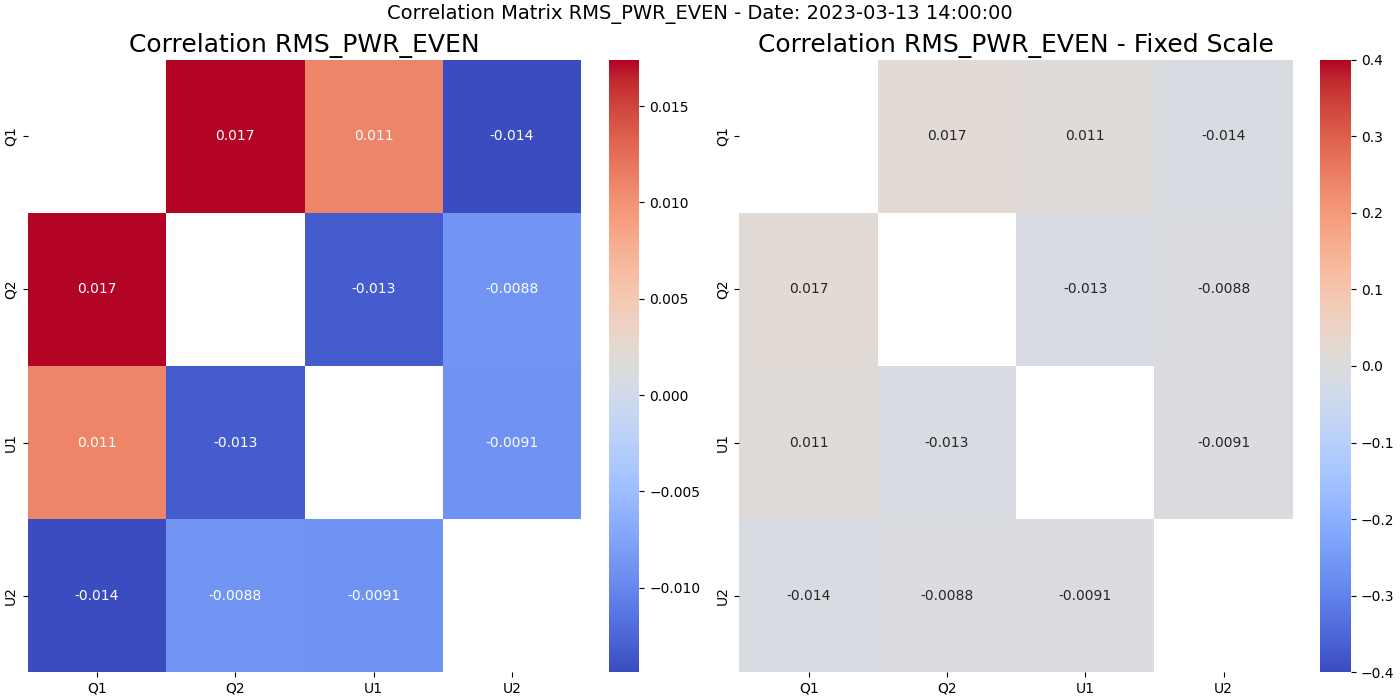 Correlation Matrix RMS_PWR_EVEN - Date: 2023-03-13 14:00:00
Correlation RMS_PWR_EVEN
Q1
0.017
0.011
-0.014
Q2
0.017
-0.013
-0.0088
U1
0.011
-0.013
-0.0091
U2
-0.014
-0.0088
-0.0091
Q1
Q2
U1
U2
0.015
0.010
0.005
0.000
−0.005
−0.010
Correlation RMS_PWR_EVEN - Fixed Scale
Q1
0.017
0.011
-0.014
Q2
0.017
-0.013
-0.0088
U1
0.011
-0.013
-0.0091
U2
-0.014
-0.0088
-0.0091
Q1
Q2
U1
U2
0.4
0.3
0.2
0.1
0.0
−0.1
−0.2
−0.3
−0.4